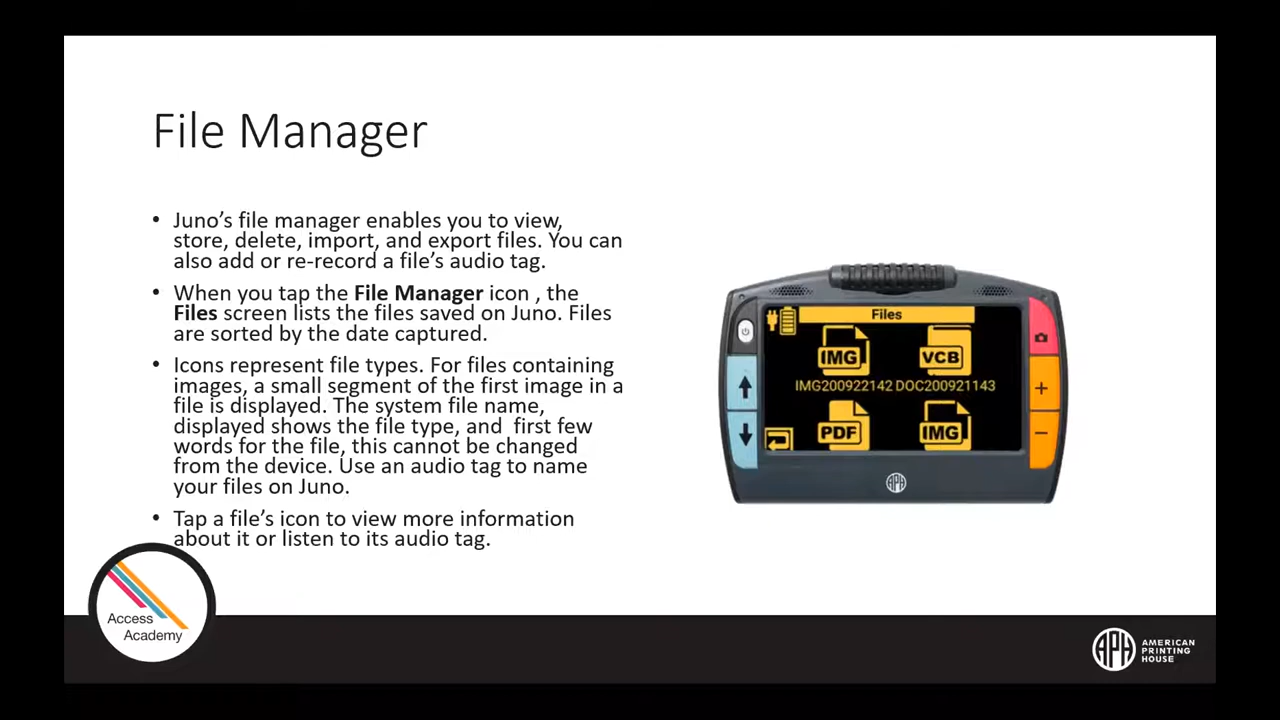 File Manager
• Juno’s file manager enables you to view,
store, delete, import, and export files. You can
also add or re-record a file’s audio tag.
• When you tap the File Manager icon , the
Files screen lists the files saved on Juno. Files
are sorted by the date captured.
• Icons represent file types. For files containing
images, a small segment of the first image in a
file is displayed. The system file name,
displayed shows the file type, and  first few
words for the file, this cannot be changed
from the device. Use an audio tag to name
your files on Juno.
• Tap a file’s icon to view more information
about it or listen to its audio tag.
Files
IMG VCB
IMG200922142 DOC200921143
PDF IMG
+
−
APH
Access
Academy
APH
AMERICAN
PRINTING
HOUSE